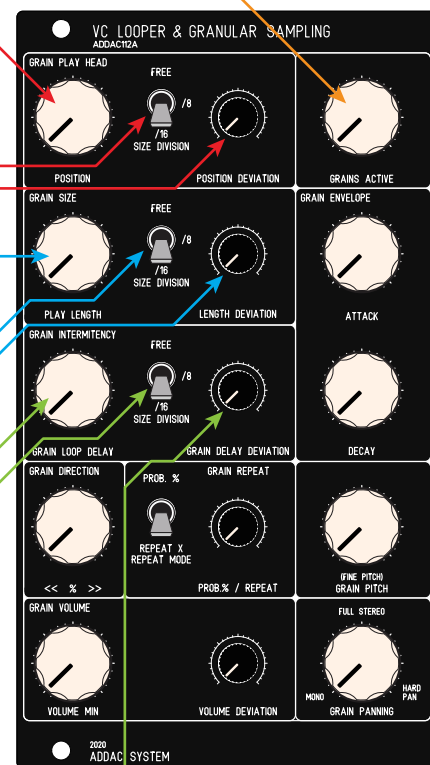 VC LOOPER & GRANULAR SAMPLING
ADDAC112A
GRAIN PLAY HEAD
FREE
/8
/16
SIZE DIVISION
POSITION
POSITION DEVIATION
GRAINS ACTIVE
GRAIN SIZE
FREE
/8
/16
SIZE DIVISION
PLAY LENGTH
LENGTH DEVIATION
GRAIN ENVELOPE
ATTACK
GRAIN INTERMITENCY
FREE
/8
/16
SIZE DIVISION
GRAIN LOOP DELAY
GRAIN DELAY DEVIATION
DECAY
GRAIN DIRECTION
<< % >>
PROB. %
GRAIN REPEAT
REPEAT X
REPEAT MODE
PROB.% / REPEAT
(FINE PITCH)
GRAIN PITCH
GRAIN VOLUME
VOLUME MIN
VOLUME DEVIATION
FULL STEREO
MONO
HARD
PAN
GRAIN PANNING
2020
ADDAC SYSTEM